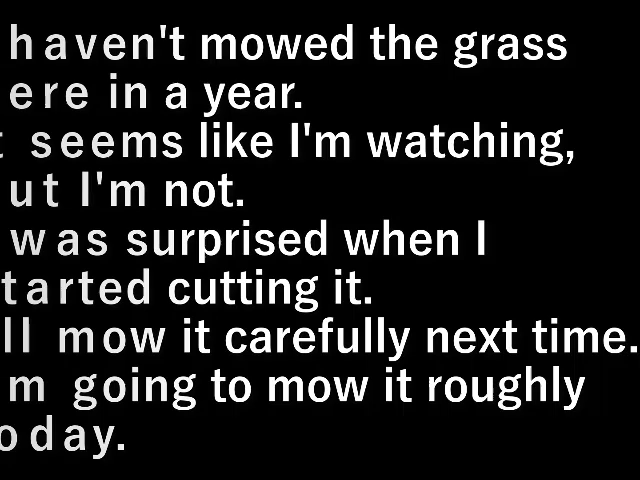 haven't mowed the grass
ere in a year.
t seems like I'm watching,
ut I'm not.
was surprised when I
tarted cutting it.
ll mow it carefully next time.
m going to mow it roughly
oday.